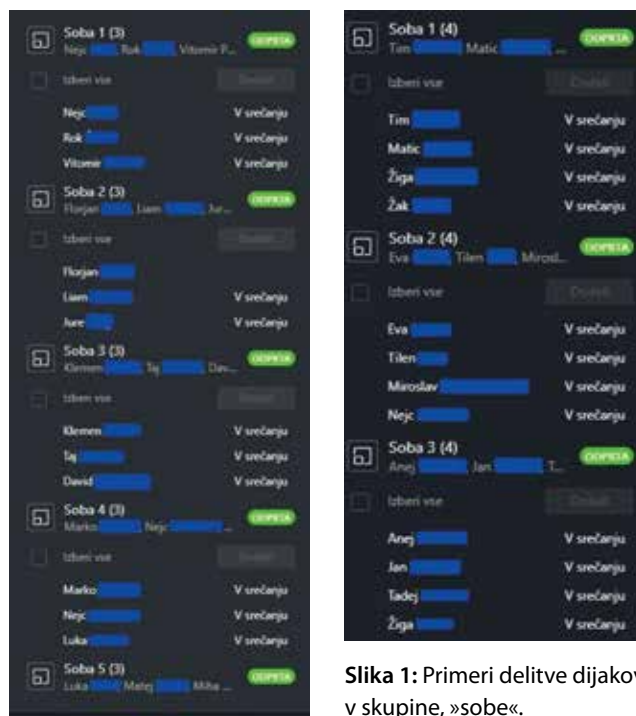 Soba 1 (3)
Nejc Rok Vitomir P...
ODPRTA
Izberi vse
Nejc V srečanju
Rok V srečanju
Vitomir V srečanju
Soba 2 (3)
Florjan Liam Jur...
ODPRTA
Izberi vse
Florjan
Liam V srečanju
Jure V srečanju
Soba 3 (3)
Klemen Taj Dav...
ODPRTA
Izberi vse
Klemen V srečanju
Taj V srečanju
David V srečanju
Soba 4 (3)
Marko Nejc ...
ODPRTA
Izberi vse
Marko V srečanju
Nejc V srečanju
Luka V srečanju
Soba 5 (3)
Luka Matej Miha ...
ODPRTA
Soba 1 (4)
Tim Matic ...
ODPRTA
Izberi vse
Tim V srečanju
Matic V srečanju
Žiga V srečanju
Žak V srečanju
Soba 2 (4)
Eva Tilen Mirosl...
ODPRTA
Izberi vse
Eva V srečanju
Tilen V srečanju
Miroslav V srečanju
Nejc V srečanju
Soba 3 (4)
Anej Jan T...
ODPRTA
Izberi vse
Anej V srečanju
Jan V srečanju
Tadej V srečanju
Žiga V srečanju
Slika 1: Primeri delitve dijakov
v skupine, »sobe«.